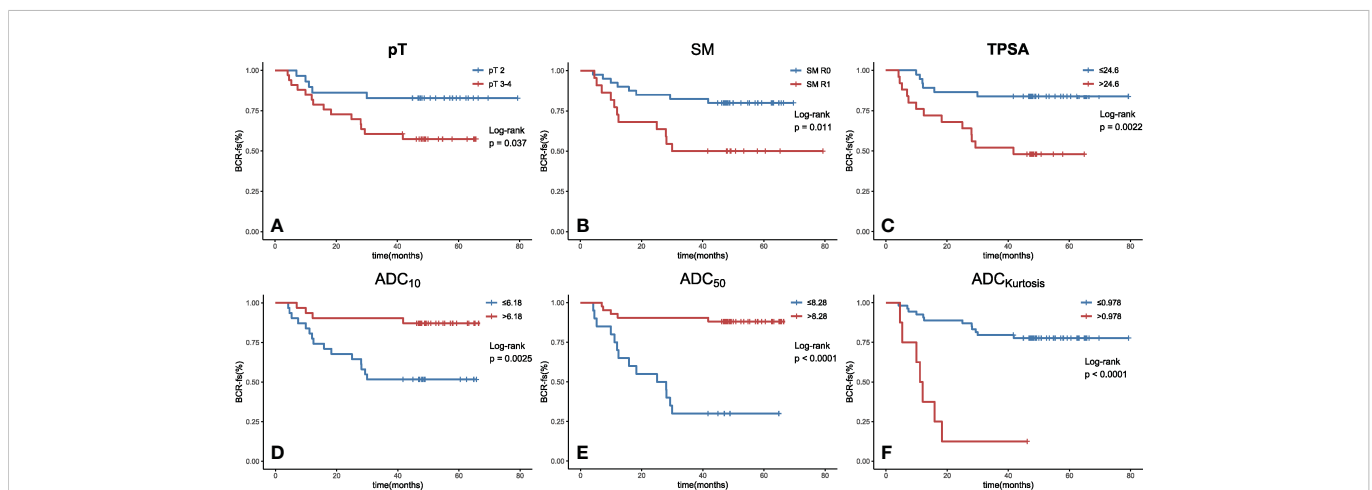 pT
BCR-fs(%)
1.00
0.75
0.50
0.25
0.00
pT 2
pT 3-4
Log-rank
p = 0.037
A
0 20 40 60 80
time(months)
SM
BCR-fs(%)
1.00
0.75
0.50
0.25
0.00
SM R0
SM R1
Log-rank
p = 0.011
B
0 20 40 60 80
time(months)
TPSA
BCR-fs(%)
1.00
0.75
0.50
0.25
0.00
≤24.6
>24.6
Log-rank
p = 0.0022
C
0 20 40 60 80
time(months)
ADC10
BCR-fs(%)
1.00
0.75
0.50
0.25
0.00
≤6.18
>6.18
Log-rank
p = 0.0025
D
0 20 40 60 80
time(months)
ADC50
BCR-fs(%)
1.00
0.75
0.50
0.25
0.00
≤8.28
>8.28
Log-rank
p < 0.0001
E
0 20 40 60 80
time(months)
ADCKurtosis
BCR-fs(%)
1.00
0.75
0.50
0.25
0.00
≤0.978
>0.978
Log-rank
p < 0.0001
F
0 20 40 60 80
time(months)